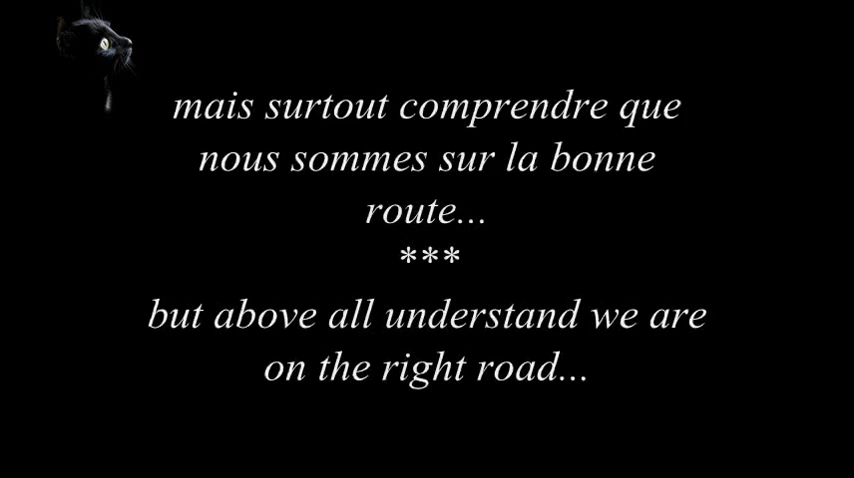 mais surtout comprendre que
nous sommes sur la bonne
route...
***
but above all understand we are
on the right road...